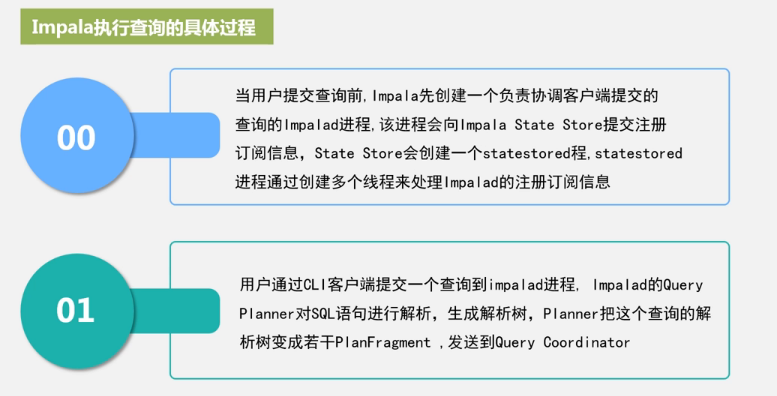 Impala执行查询的具体过程
00
当用户提交查询前,Impala先创建一个负责协调客户端提交的
查询的Impalad进程,该进程会向Impala State Store提交注册
订阅信息，State Store会创建一个statestored程,statestored
进程通过创建多个线程来处理Impalad的注册订阅信息
01
用户通过CLI客户端提交一个查询到impalad进程, Impalad的Query
Planner对SQL语句进行解析，生成解析树，Planner把这个查询的解
析树变成若干PlanFragment ,发送到Query Coordinator